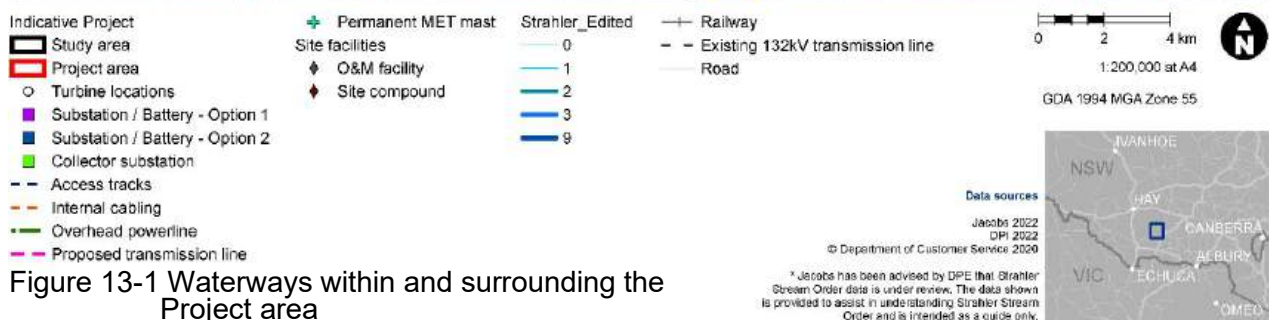 Indicative Project
Study area
Project area
Turbine locations
Substation / Battery - Option 1
Substation / Battery - Option 2
Collector substation
Access tracks
Internal cabling
Overhead powerline
Proposed transmission line
Permanent MET mast
Site facilities
O&M facility
Site compound
Strahler_Edited
0
1
2
3
9
Railway
Existing 132kV transmission line
Road
0 2 4 km
N
1:200,000 at A4
GDA 1994 MGA Zone 55
Data sources
Jacobs 2022
DPI 2022
© Department of Customer Service 2020
* Jacobs has been advised by DPE that Strahler
Stream Order data is under review. The data shown
is provided to assist in understanding Strahler Stream
Order and is intended as a guide only.
IVANHOE
NSW
HAY
CANBERRA
ALBURY
VIC
ECHUCA
OMEO
Figure 13-1 Waterways within and surrounding the
Project area